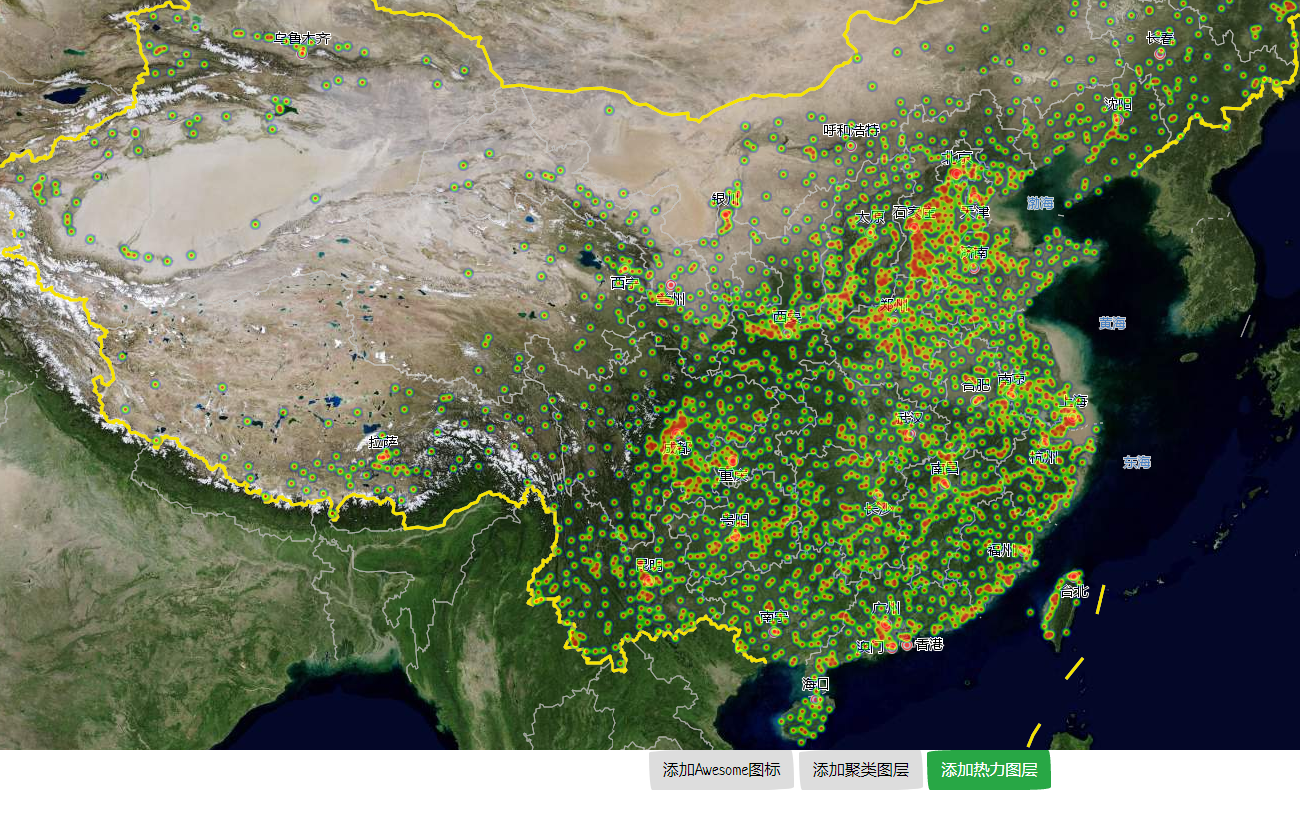 乌鲁木齐
长春
沈阳
呼和浩特
北京
银川
渤海
太原
石家庄
天津
济南
西宁
兰州
西安
郑州
黄海
合肥
南京
上海
武汉
拉萨
成都
杭州
东海
重庆
南昌
长沙
贵阳
福州
昆明
台北
南宁
广州
澳门
香港
海口
添加Awesome图标
添加聚类图层
添加热力图层